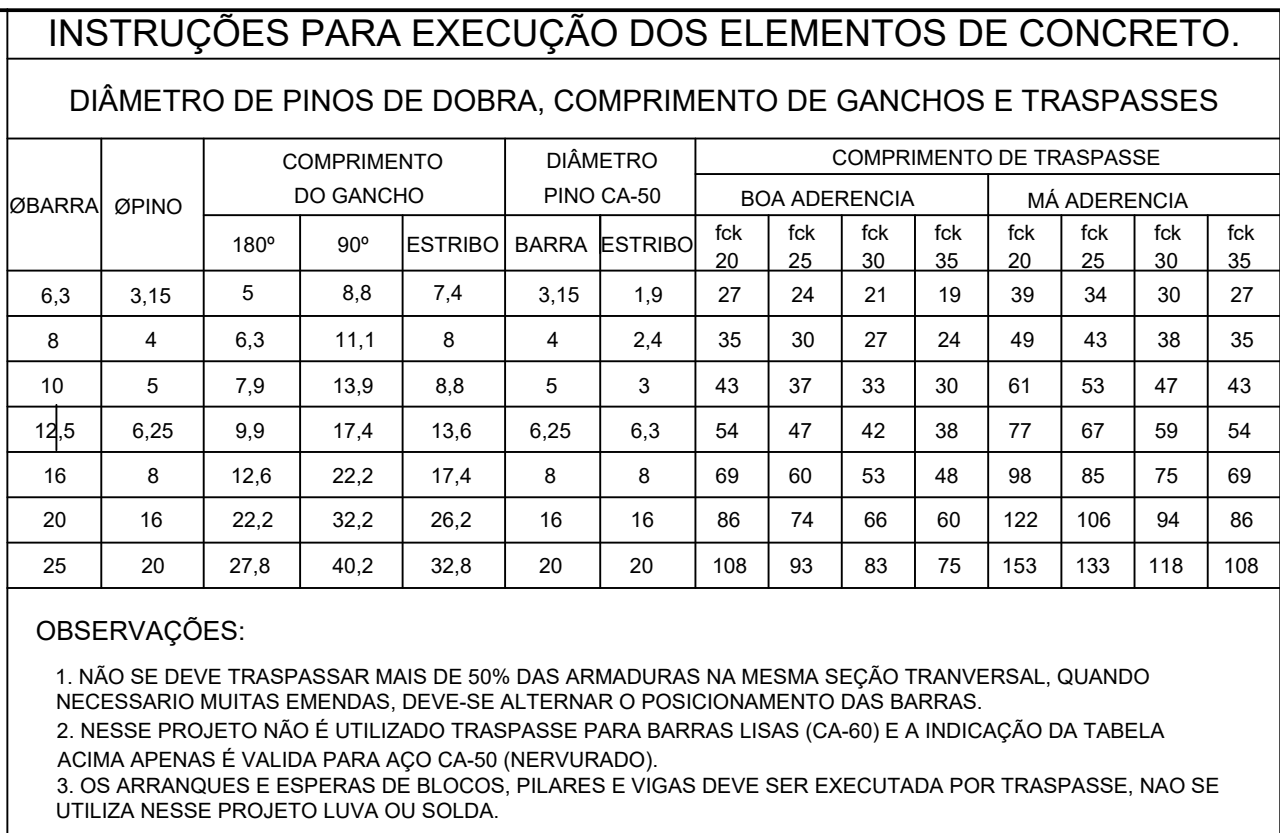 INSTRUÇÕES PARA EXECUÇÃO DOS ELEMENTOS DE CONCRETO.
DIÂMETRO DE PINOS DE DOBRA, COMPRIMENTO DE GANCHOS E TRASPASSES
ØBARRA ØPINO COMPRIMENTO DO GANCHO DIÂMETRO PINO CA-50 COMPRIMENTO DE TRASPASSE
BOA ADERENCIA MÁ ADERENCIA
180º 90º ESTRIBO BARRA ESTRIBO fck 20 fck 25 fck 30 fck 35 fck 20 fck 25 fck 30 fck 35
6,3 3,15 5 8,8 7,4 3,15 1,9 27 24 21 19 39 34 30 27
8 4 6,3 11,1 8 4 2,4 35 30 27 24 49 43 38 35
10 5 7,9 13,9 8,8 5 3 43 37 33 30 61 53 47 43
12,5 6,25 9,9 17,4 13,6 6,25 6,3 54 47 42 38 77 67 59 54
16 8 12,6 22,2 17,4 8 8 69 60 53 48 98 85 75 69
20 16 22,2 32,2 26,2 16 16 86 74 66 60 122 106 94 86
25 20 27,8 40,2 32,8 20 20 108 93 83 75 153 133 118 108
OBSERVAÇÕES:
1. NÃO SE DEVE TRASPASSAR MAIS DE 50% DAS ARMADURAS NA MESMA SEÇÃO TRANVERSAL, QUANDO
NECESSARIO MUITAS EMENDAS, DEVE-SE ALTERNAR O POSICIONAMENTO DAS BARRAS.
2. NESSE PROJETO NÃO É UTILIZADO TRASPASSE PARA BARRAS LISAS (CA-60) E A INDICAÇÃO DA TABELA
ACIMA APENAS É VALIDA PARA AÇO CA-50 (NERVURADO).
3. OS ARRANQUES E ESPERAS DE BLOCOS, PILARES E VIGAS DEVE SER EXECUTADA POR TRASPASSE, NAO SE
UTILIZA NESSE PROJETO LUVA OU SOLDA.